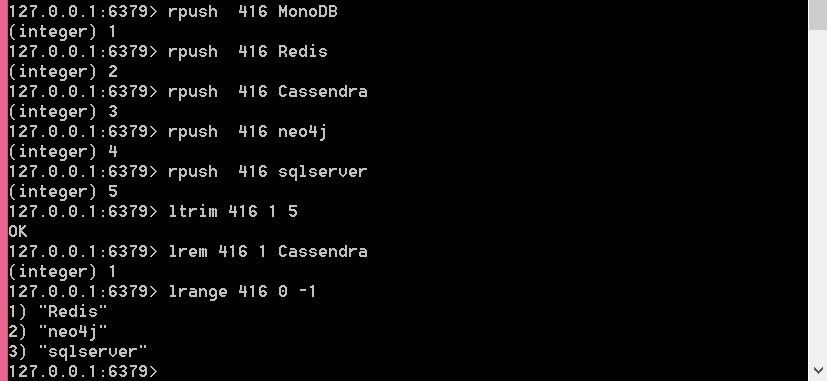 127.0.0.1:6379> rpush  416 MonoDB
(integer) 1
127.0.0.1:6379> rpush  416 Redis
(integer) 2
127.0.0.1:6379> rpush  416 Cassendra
(integer) 3
127.0.0.1:6379> rpush  416 neo4j
(integer) 4
127.0.0.1:6379> rpush  416 sqlserver
(integer) 5
127.0.0.1:6379> ltrim 416 1 5
OK
127.0.0.1:6379> lrem 416 1 Cassendra
(integer) 1
127.0.0.1:6379> lrange 416 0 -1
1) "Redis"
2) "neo4j"
3) "sqlserver"
127.0.0.1:6379>